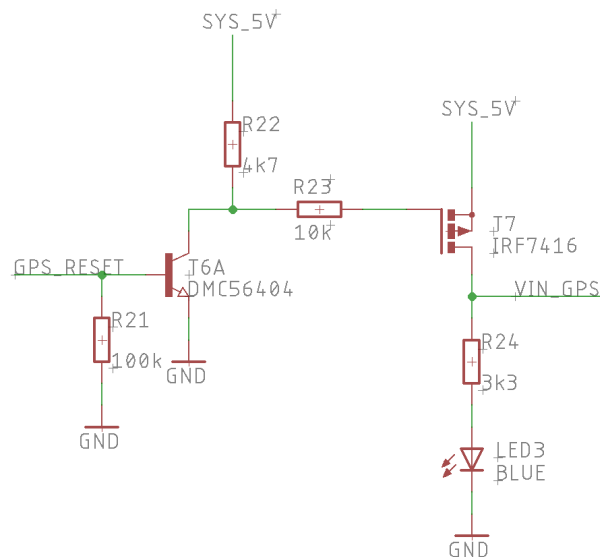 SYS_5V
R22
4k7
SYS_5V
R23
10k
J7
IRF7416
GPS_RESET
T6A
DMC56404
VIN_GPS
R21
100k
GND
R24
3k3
GND
LED3
BLUE
GND